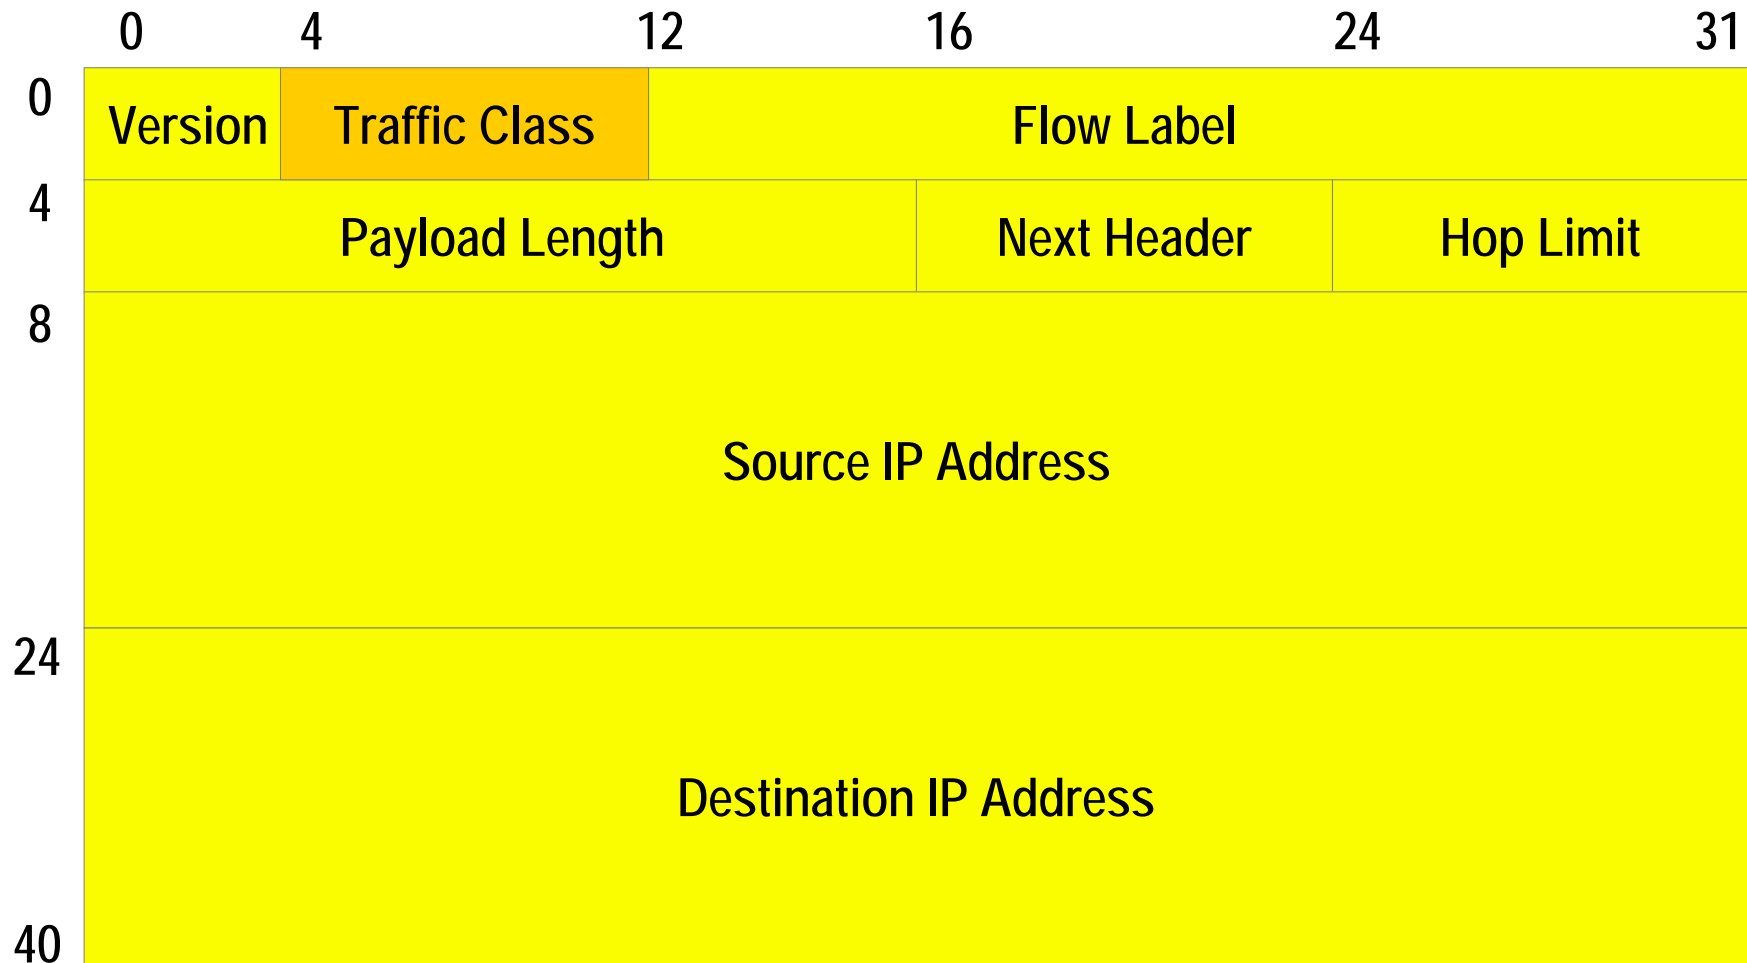 0 4 12 16 24 31
0 Version Traffic Class Flow Label
4 Payload Length Next Header Hop Limit
8
Source IP Address
24
Destination IP Address
40